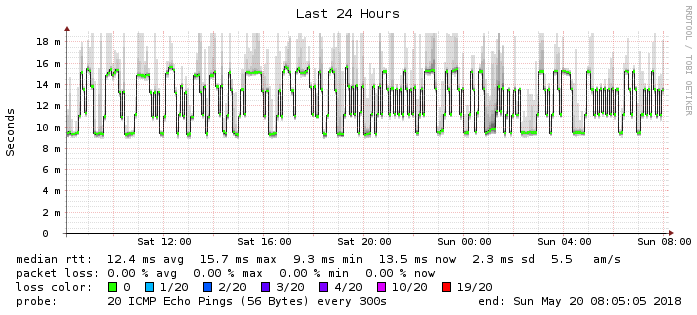 Last 24 Hours
RRDTOOL / TOBI OETIKER
Seconds
18 m
16 m
14 m
12 m
10 m
8 m
6 m
4 m
2 m
0
Sat 12:00 Sat 16:00 Sat 20:00 Sun 00:00 Sun 04:00 Sun 08:00
median rtt: 12.4 ms avg 15.7 ms max 9.3 ms min 13.5 ms now 2.3 ms sd 5.5 am/s
packet loss: 0.00 % avg 0.00 % max 0.00 % min 0.00 % now
loss color: 0 1/20 2/20 3/20 4/20 10/20 19/20
probe: 20 ICMP Echo Pings (56 Bytes) every 300s end: Sun May 20 08:05:05 2018